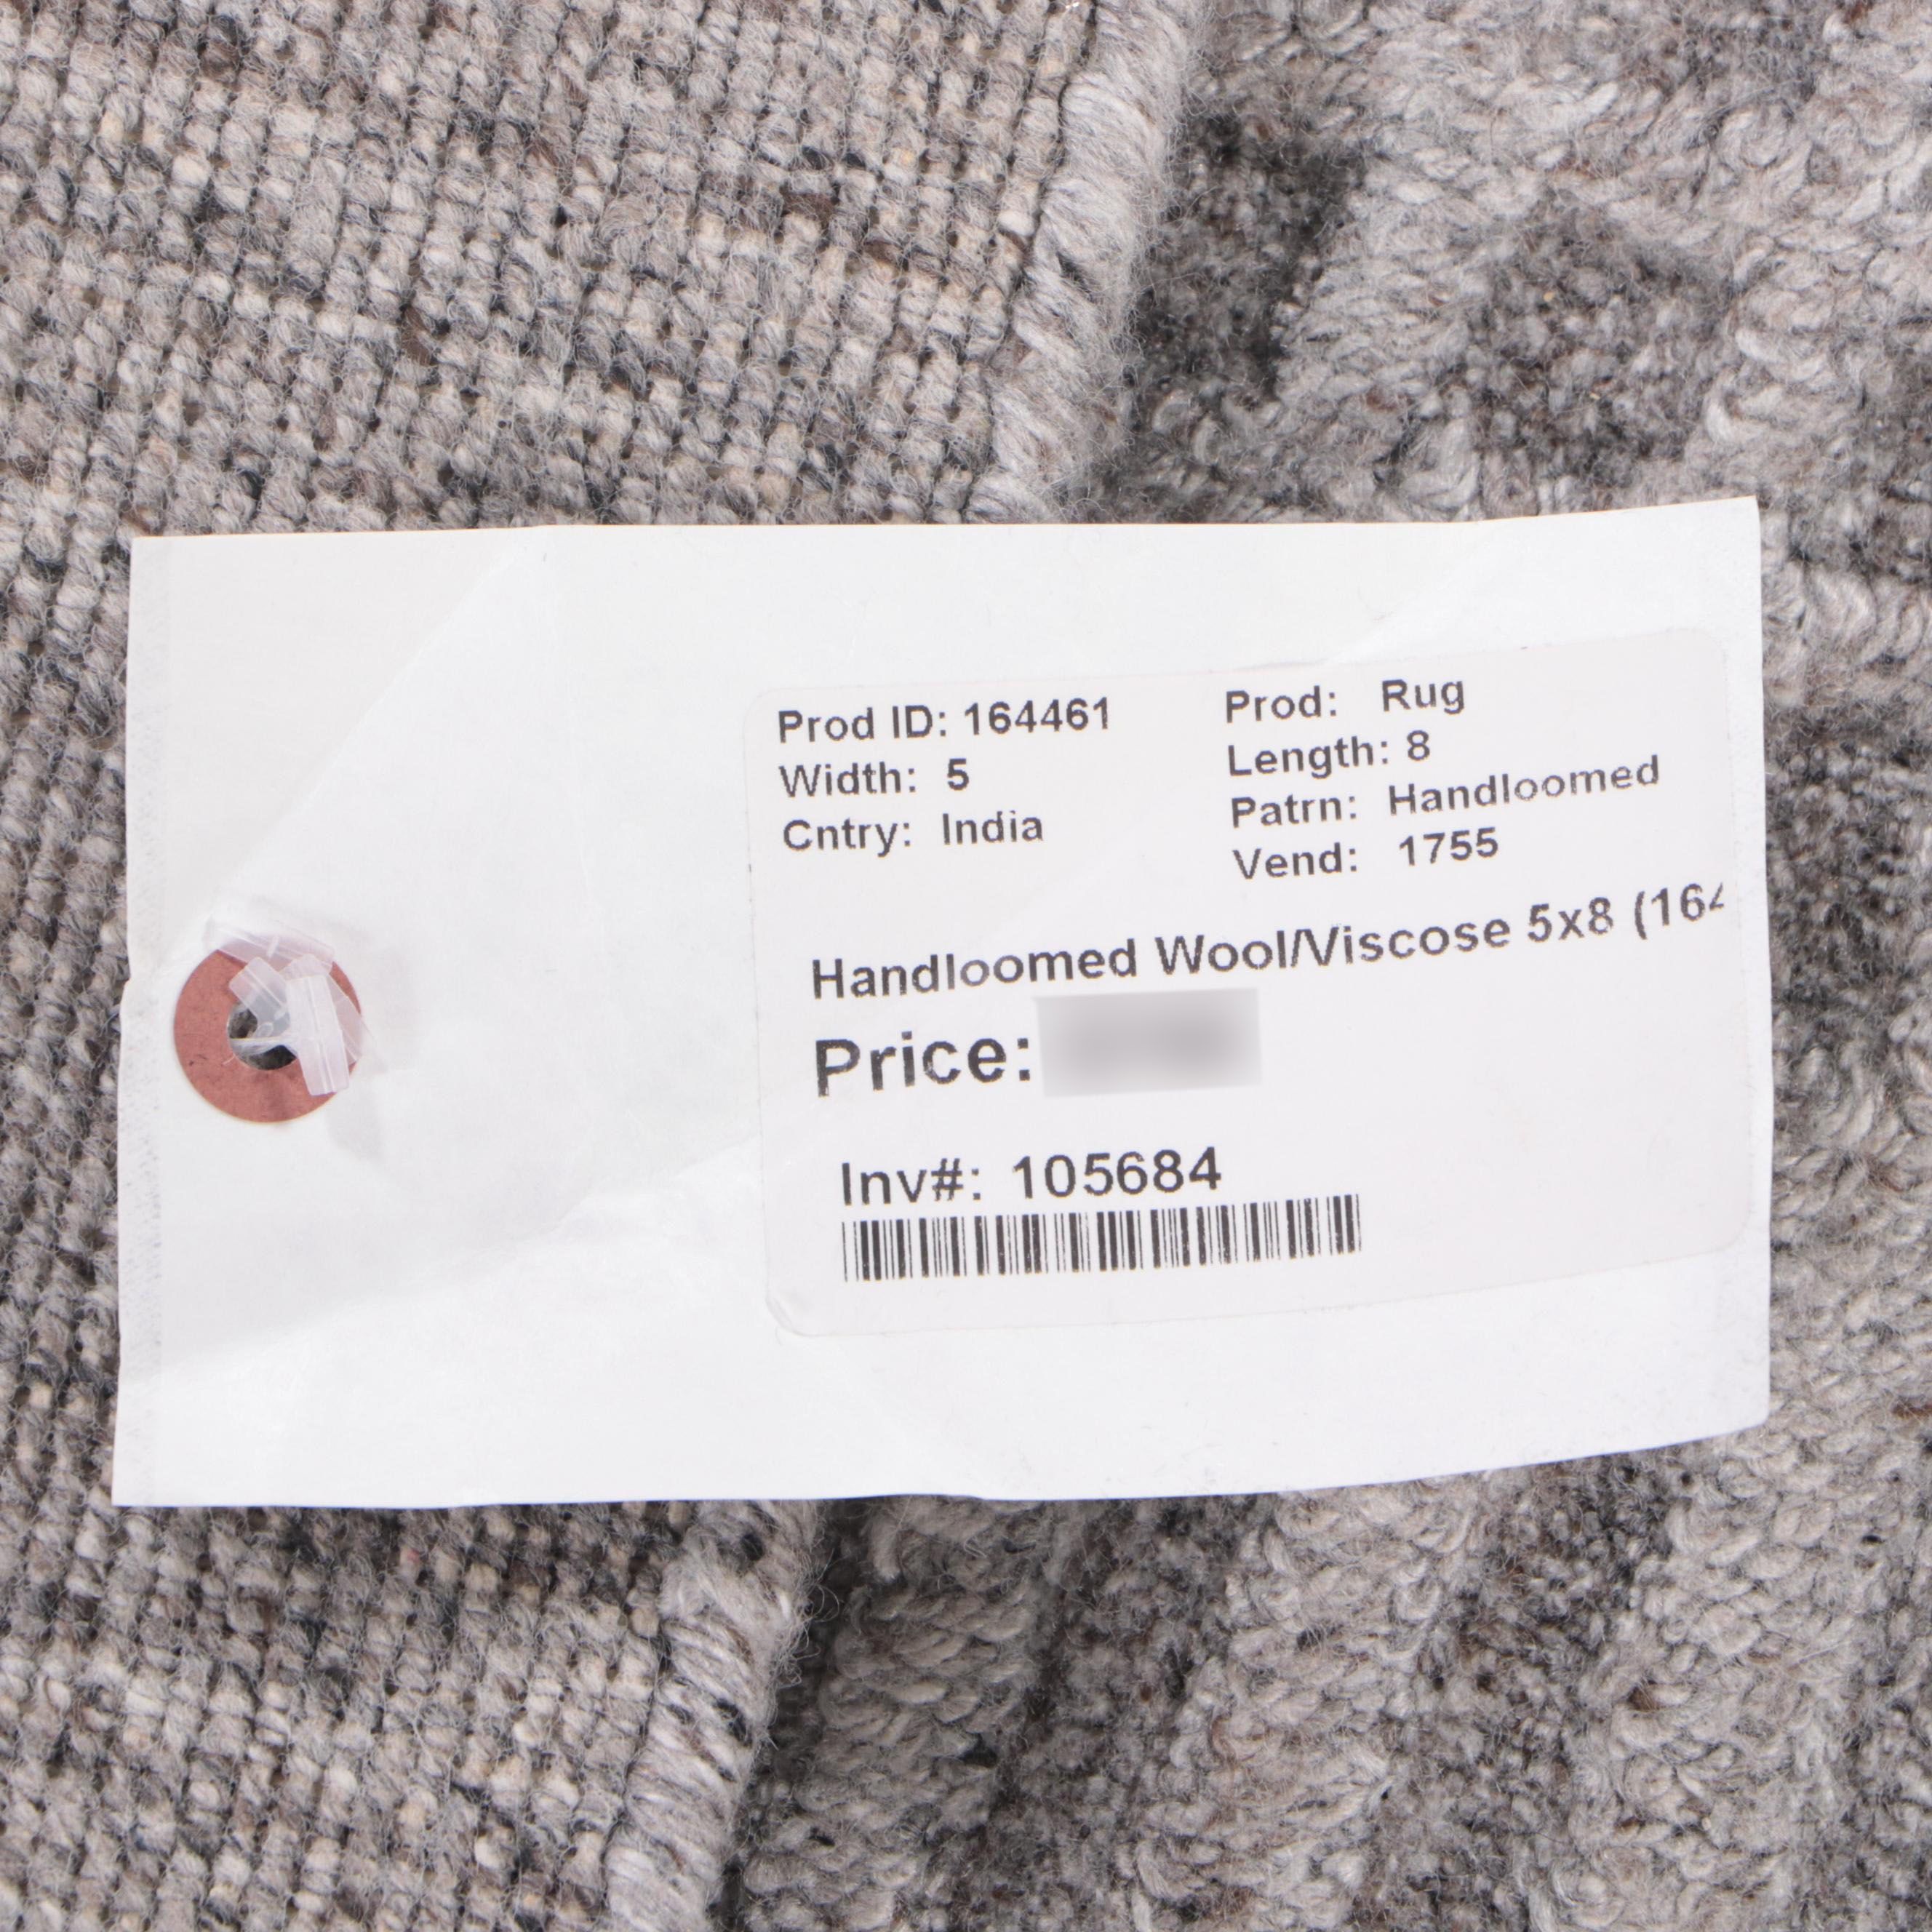 Prod ID: 164461 Prod: Rug
Width: 5 Length: 8
Cntry: India Patrn: Handloomed
Vend: 1755
Handloomed Wool/Viscose 5x8 (164
Price:
Inv#: 105684